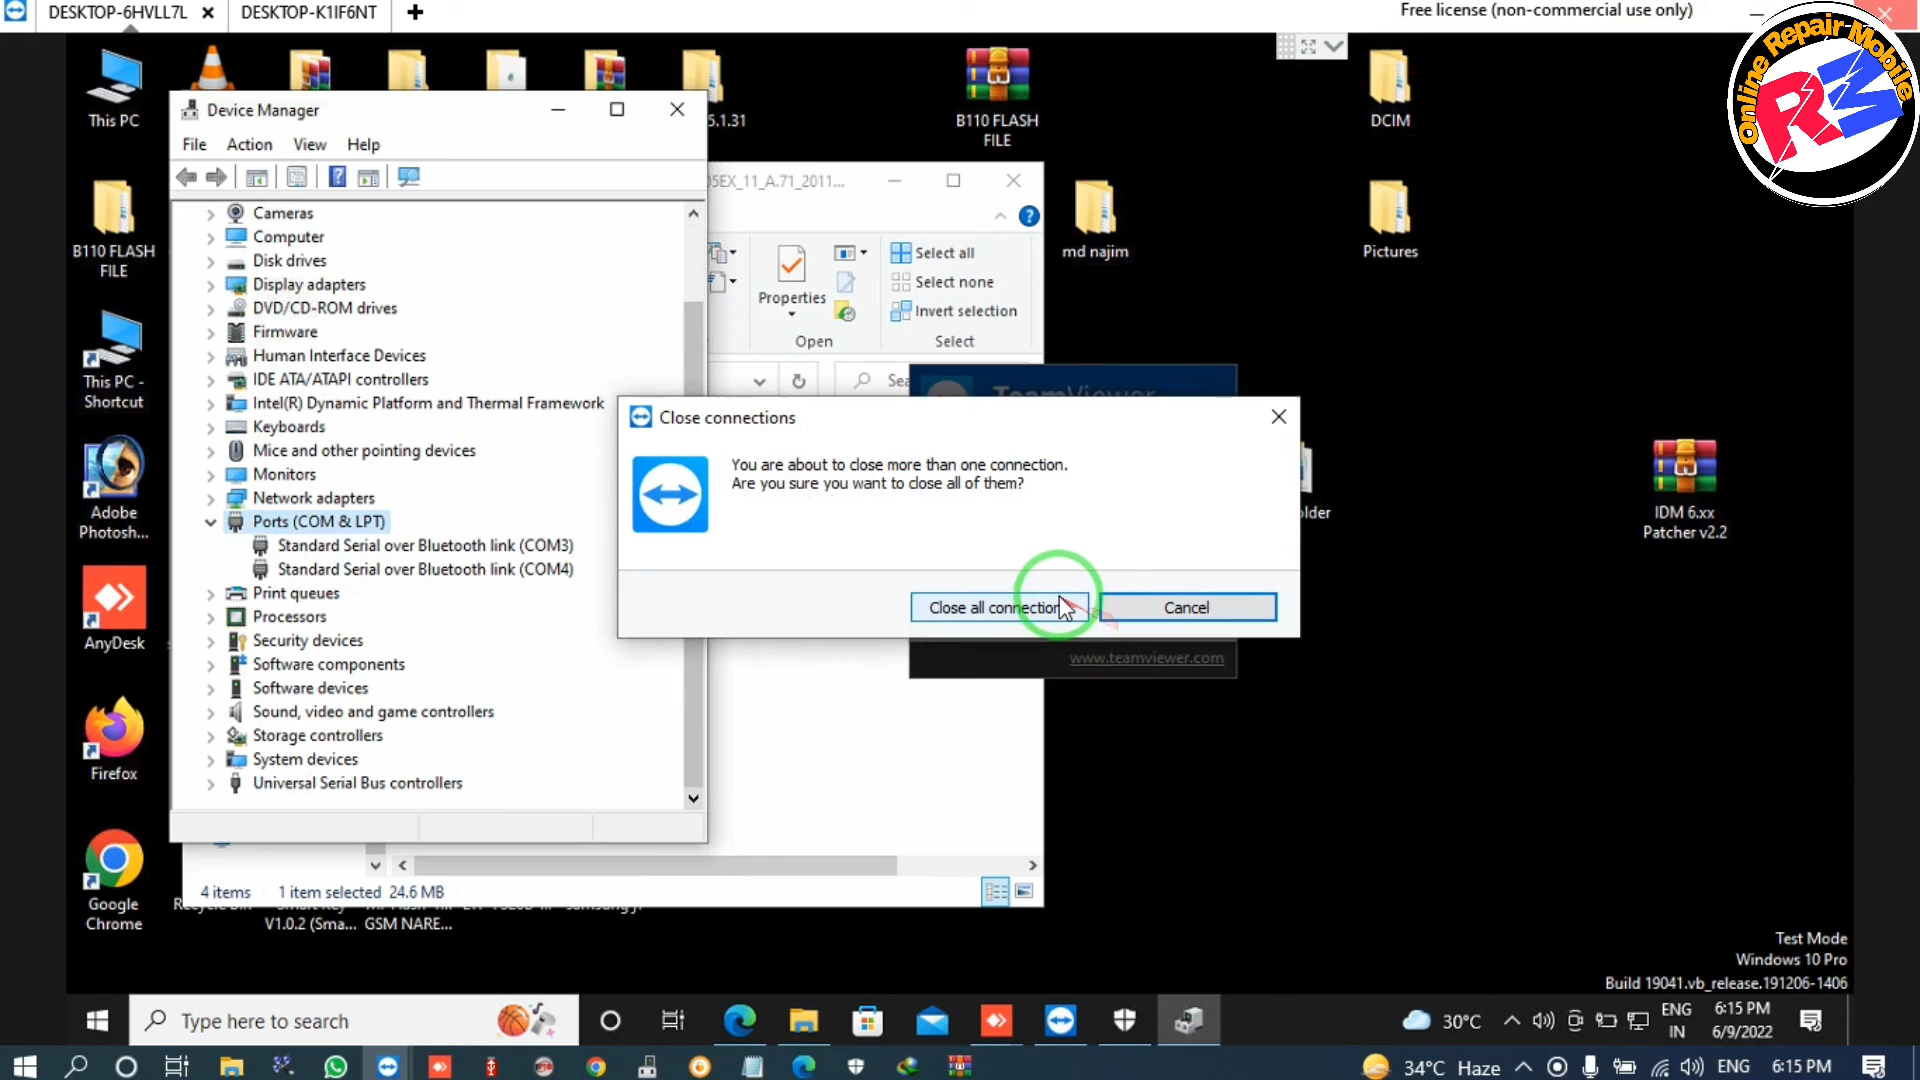 DESKTOP-6HVLL7L
DESKTOP-K1IF6NT
Free license (non-commercial use only)
Online Repair Mobile
RM
This PC
5.1.31
B110 FLASH
FILE
DCIM
Device Manager
File Action View Help
05EX_11_A.71_2011...
B110 FLASH
FILE
md najim
Pictures
Cameras
Computer
Disk drives
Display adapters
DVD/CD-ROM drives
Firmware
Human Interface Devices
IDE ATA/ATAPI controllers
Intel(R) Dynamic Platform and Thermal Framework
Keyboards
Mice and other pointing devices
Monitors
Network adapters
Ports (COM & LPT)
Standard Serial over Bluetooth link (COM3)
Standard Serial over Bluetooth link (COM4)
Print queues
Processors
Security devices
Software components
Software devices
Sound, video and game controllers
Storage controllers
System devices
Universal Serial Bus controllers
Properties
Open
Select all
Select none
Invert selection
Select
This PC -
Shortcut
TeamViewer
Close connections
You are about to close more than one connection.
Are you sure you want to close all of them?
Close all connection
Cancel
www.teamviewer.com
Adobe
Photosh...
IDM 6.xx
Patcher v2.2
AnyDesk
Firefox
Google
Chrome
4 items 1 item selected 24.6 MB
V1.0.2 (Sma...
GSM NARE...
Test Mode
Windows 10 Pro
Build 19041.vb_release.191206-1406
Type here to search
30°C
ENG
IN
6:15 PM
6/9/2022
34°C Haze
ENG
6:15 PM